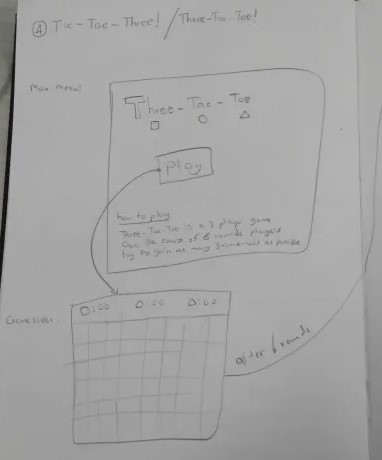 ④ Tic-Tac-Three! / Three-Tac-Toe!
Main menu:
Three-Tac-Toe
Play
how to play
Three-Tac-Toe is a 3 player game
Over the course of 6 rounds played
try to gain as many 3 in a rows as possible
Game screen:
□:00 ○:00 △:00
after 6 rounds